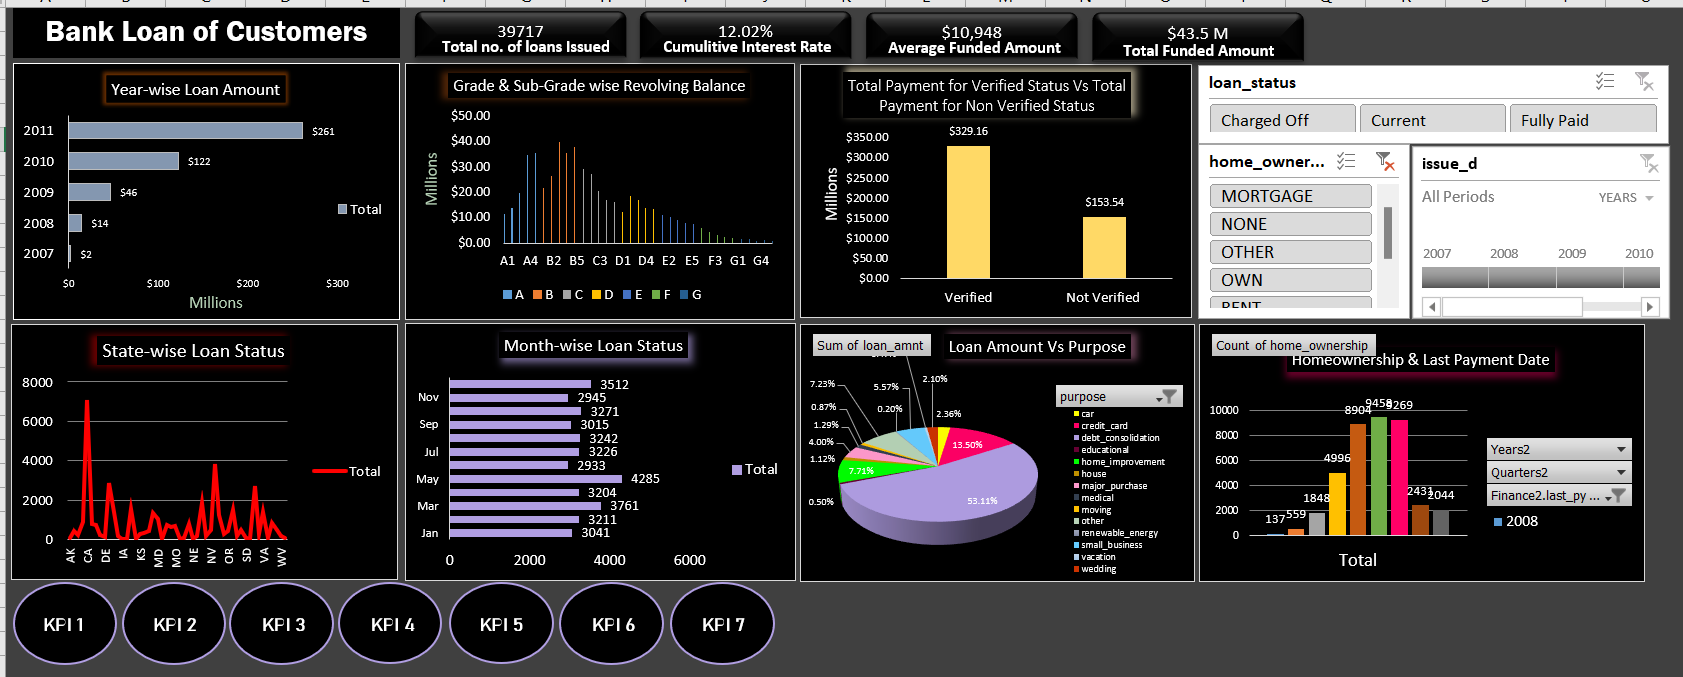 Bank Loan of Customers
39717
Total no. of loans Issued
12.02%
Cumulitive Interest Rate
$10,948
Average Funded Amount
$43.5 M
Total Funded Amount
Year-wise Loan Amount
2011
$261
2010
$122
2009
$46
2008
$14
2007
$2
Total
$0
$100
$200
$300
Millions
Grade & Sub-Grade wise Revolving Balance
$50.00
$40.00
$30.00
$20.00
$10.00
$0.00
Millions
A1 A4 B2 B5 C3 D1 D4 E2 E5 F3 G1 G4
A B C D E F G
Total Payment for Verified Status Vs Total
Payment for Non Verified Status
$350.00
$300.00
$250.00
$200.00
$150.00
$100.00
$50.00
$0.00
Millions
$329.16
$153.54
Verified
Not Verified
loan_status
Charged Off
Current
Fully Paid
home_owner...
MORTGAGE
NONE
OTHER
OWN
RENT
issue_d
All Periods
YEARS
2007 2008 2009 2010
State-wise Loan Status
8000
6000
4000
2000
0
AK CA DE IA KS MD MO NE NV OR SD VA WV
Total
Month-wise Loan Status
3512
Nov
2945
3271
Sep
3015
3242
Jul
3226
2933
May
4285
3204
Mar
3761
3211
Jan
3041
0 2000 4000 6000
Total
Sum of loan_amnt
Loan Amount Vs Purpose
7.23%
5.57%
2.10%
0.87%
0.20%
2.36%
1.29%
4.00%
13.50%
1.12%
7.71%
0.50%
53.11%
purpose
car
credit_card
debt_consolidation
educational
home_improvement
house
major_purchase
medical
moving
other
renewable_energy
small_business
vacation
wedding
Count of home_ownership
Homeownership & Last Payment Date
10000
8000
6000
4000
2000
0
137
559
1848
4996
8904
9458
9269
2431
2044
Total
Years2
Quarters2
Finance2.last_py ...
2008
KPI 1
KPI 2
KPI 3
KPI 4
KPI 5
KPI 6
KPI 7